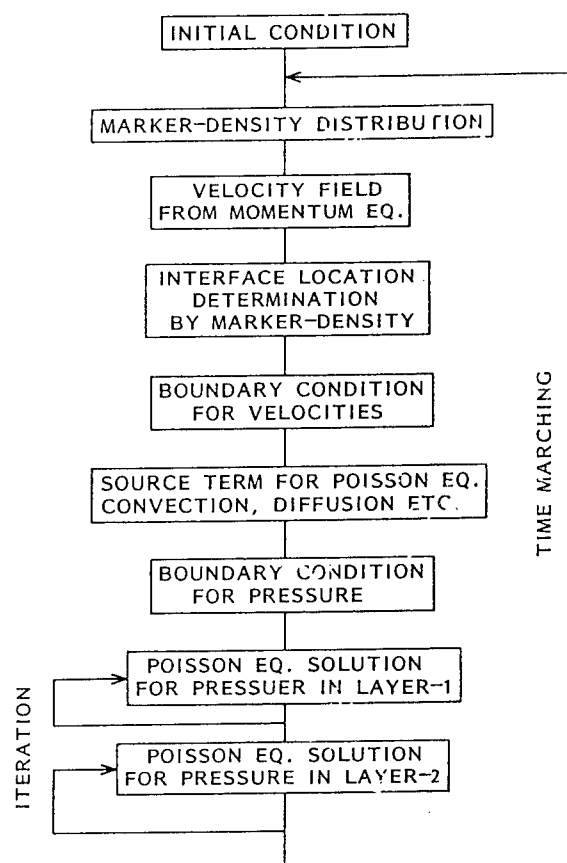 INITIAL CONDITION
MARKER-DENSITY DISTRIBUTION
VELOCITY FIELD
FROM MOMENTUM EQ.
INTERFACE LOCATION
DETERMINATION
BY MARKER-DENSITY
BOUNDARY CONDITION
FOR VELOCITIES
SOURCE TERM FOR POISSON EQ.
CONVECTION, DIFFUSION ETC.
BOUNDARY CONDITION
FOR PRESSURE
POISSON EQ. SOLUTION
FOR PRESSUER IN LAYER-1
POISSON EQ. SOLUTION
FOR PRESSURE IN LAYER-2
ITERATION
TIME MARCHING